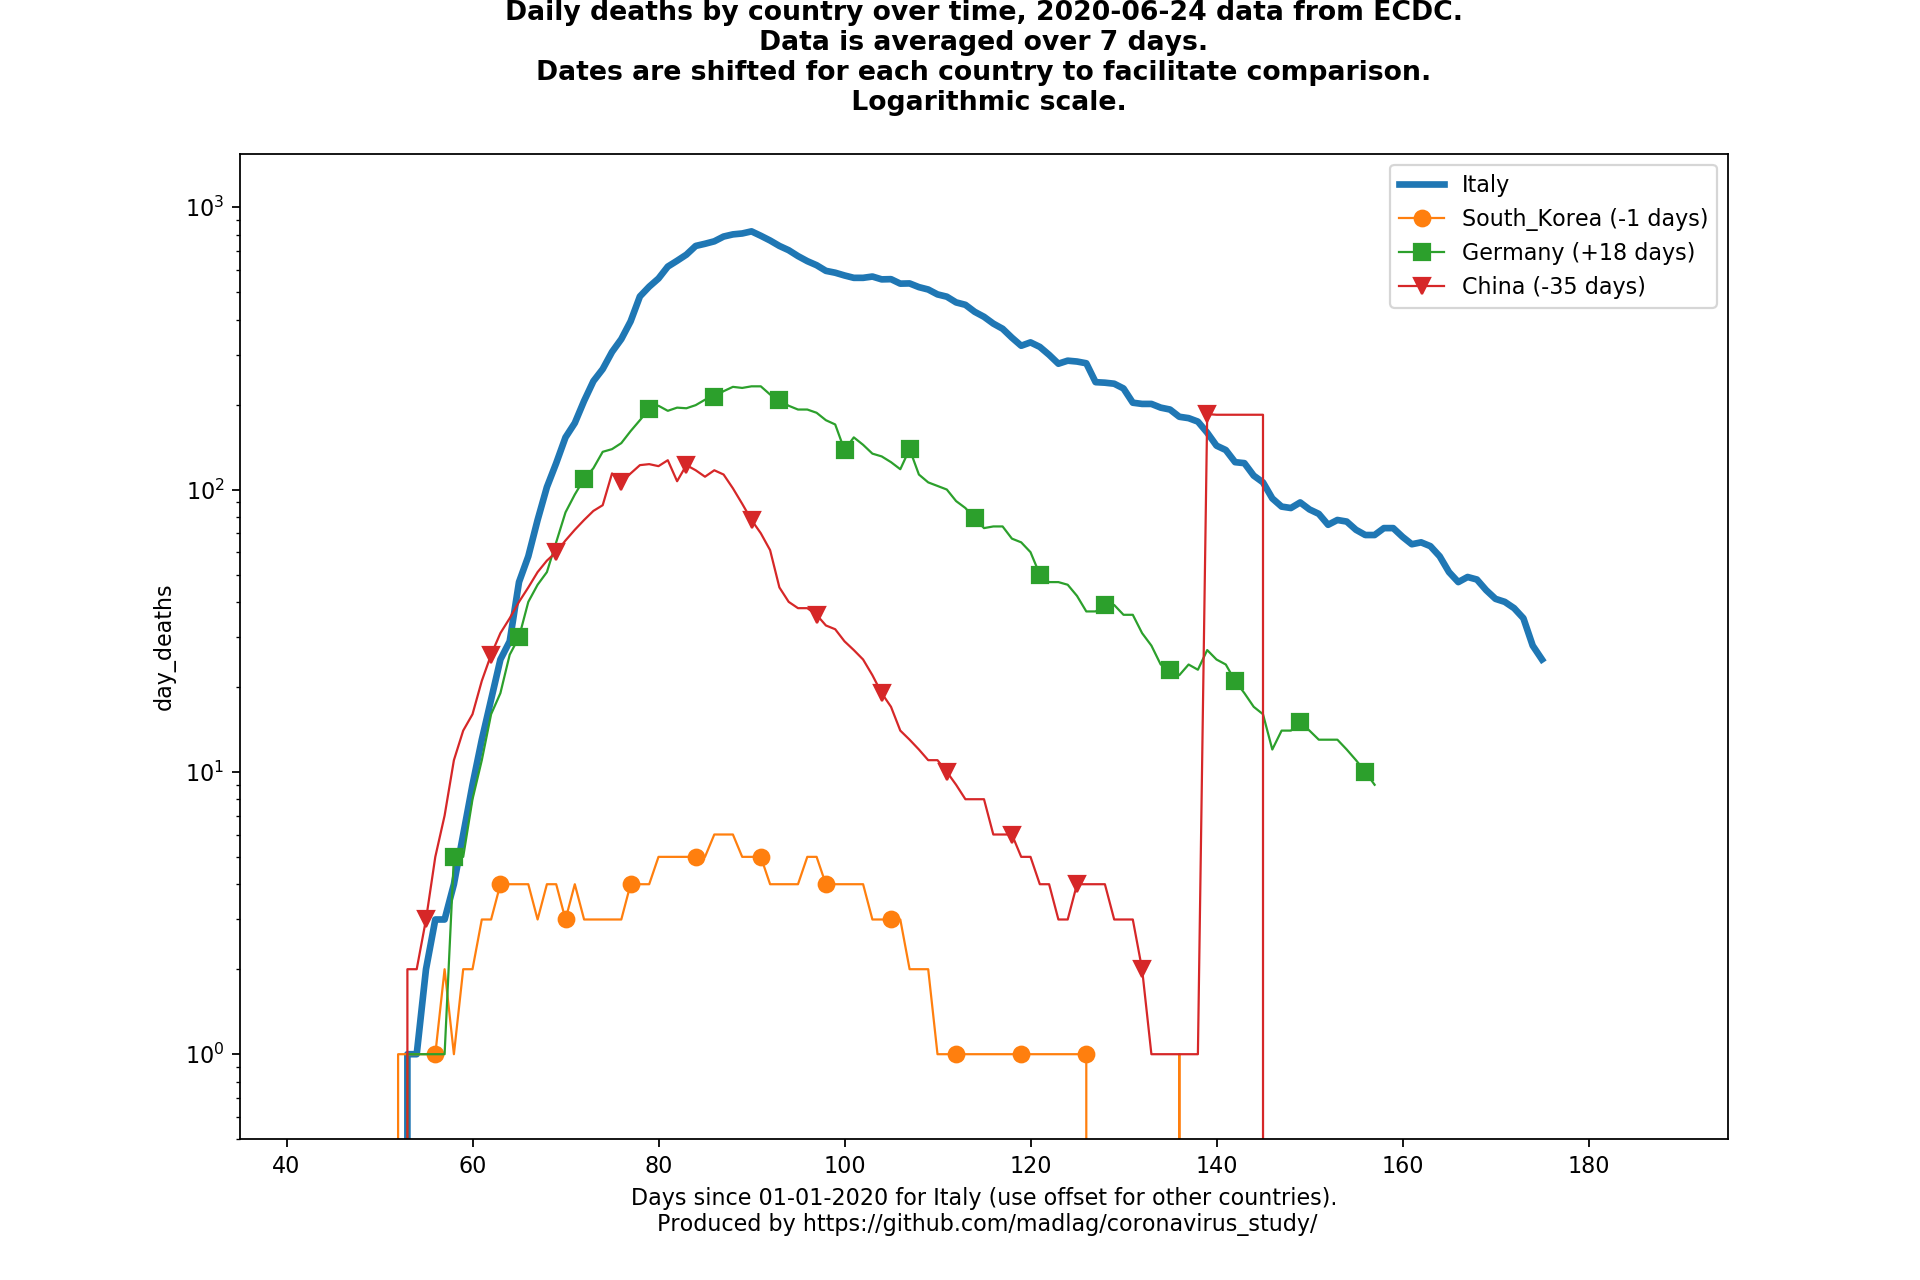 Daily deaths by country over time, 2020-06-24 data from ECDC.
Data is averaged over 7 days.
Dates are shifted for each country to facilitate comparison.
Logarithmic scale.
Italy
South_Korea (-1 days)
Germany (+18 days)
China (-35 days)
10³
10²
10¹
10⁰
day_deaths
40 60 80 100 120 140 160 180
Days since 01-01-2020 for Italy (use offset for other countries).
Produced by https://github.com/madlag/coronavirus_study/